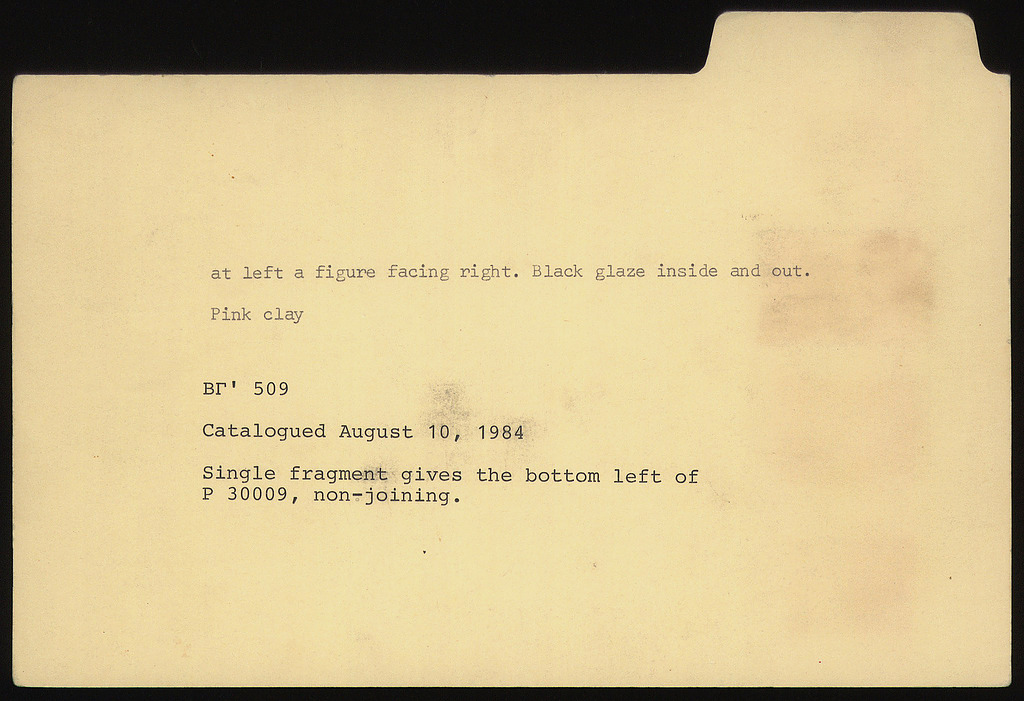 at left a figure facing right. Black glaze inside and out.
Pink clay
ΒΓ' 509
Catalogued August 10, 1984
Single fragment gives the bottom left of
P 30009, non-joining.